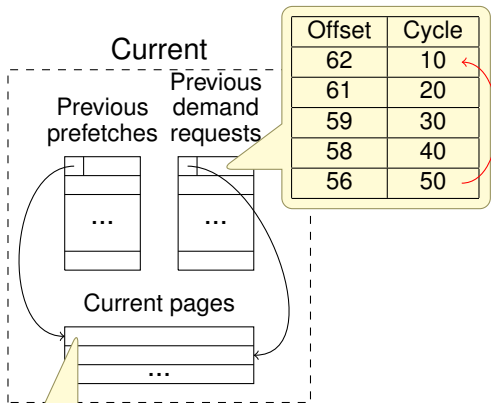 Current
Previous prefetches
Previous demand requests
...
...
Current pages
...
Offset Cycle
62 10
61 20
59 30
58 40
56 50